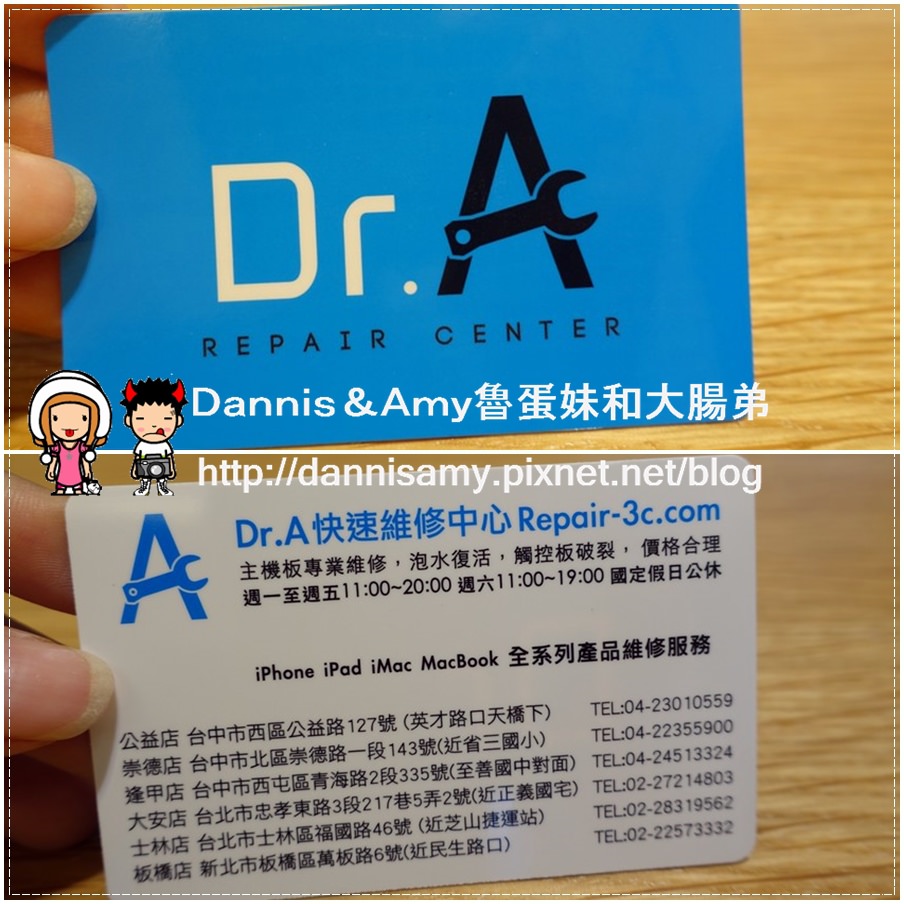 Dr.A
REPAIR CENTER
Dannis&Amy魯蛋妹和大腸弟
http://dannisamy.pixnet.net/blog
Dr.A快速維修中心 Repair-3c.com
主機板專業維修，泡水復活，觸控板破裂，價格合理
週一至週五11:00~20:00 週六11:00~19:00 國定假日公休
iPhone iPad iMac MacBook 全系列產品維修服務
公益店 台中市西區公益路127號 (英才路口天橋下) TEL:04-23010559
崇德店 台中市北區崇德路一段143號(近省三國小) TEL:04-22355900
逢甲店 台中市西屯區青海路2段335號(至善國中對面) TEL:04-24513324
大安店 台北市忠孝東路3段217巷5弄2號(近正義國宅) TEL:02-27214803
士林店 台北市士林區福國路46號 (近芝山捷運站) TEL:02-28319562
板橋店 新北市板橋區萬板路6號(近民生路口) TEL:02-22573332